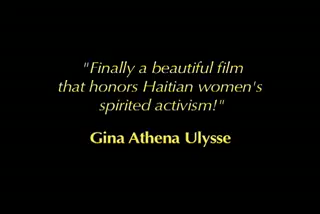 "Finally a beautiful film
that honors Haitian women's
spirited activism!"
Gina Athena Ulysse